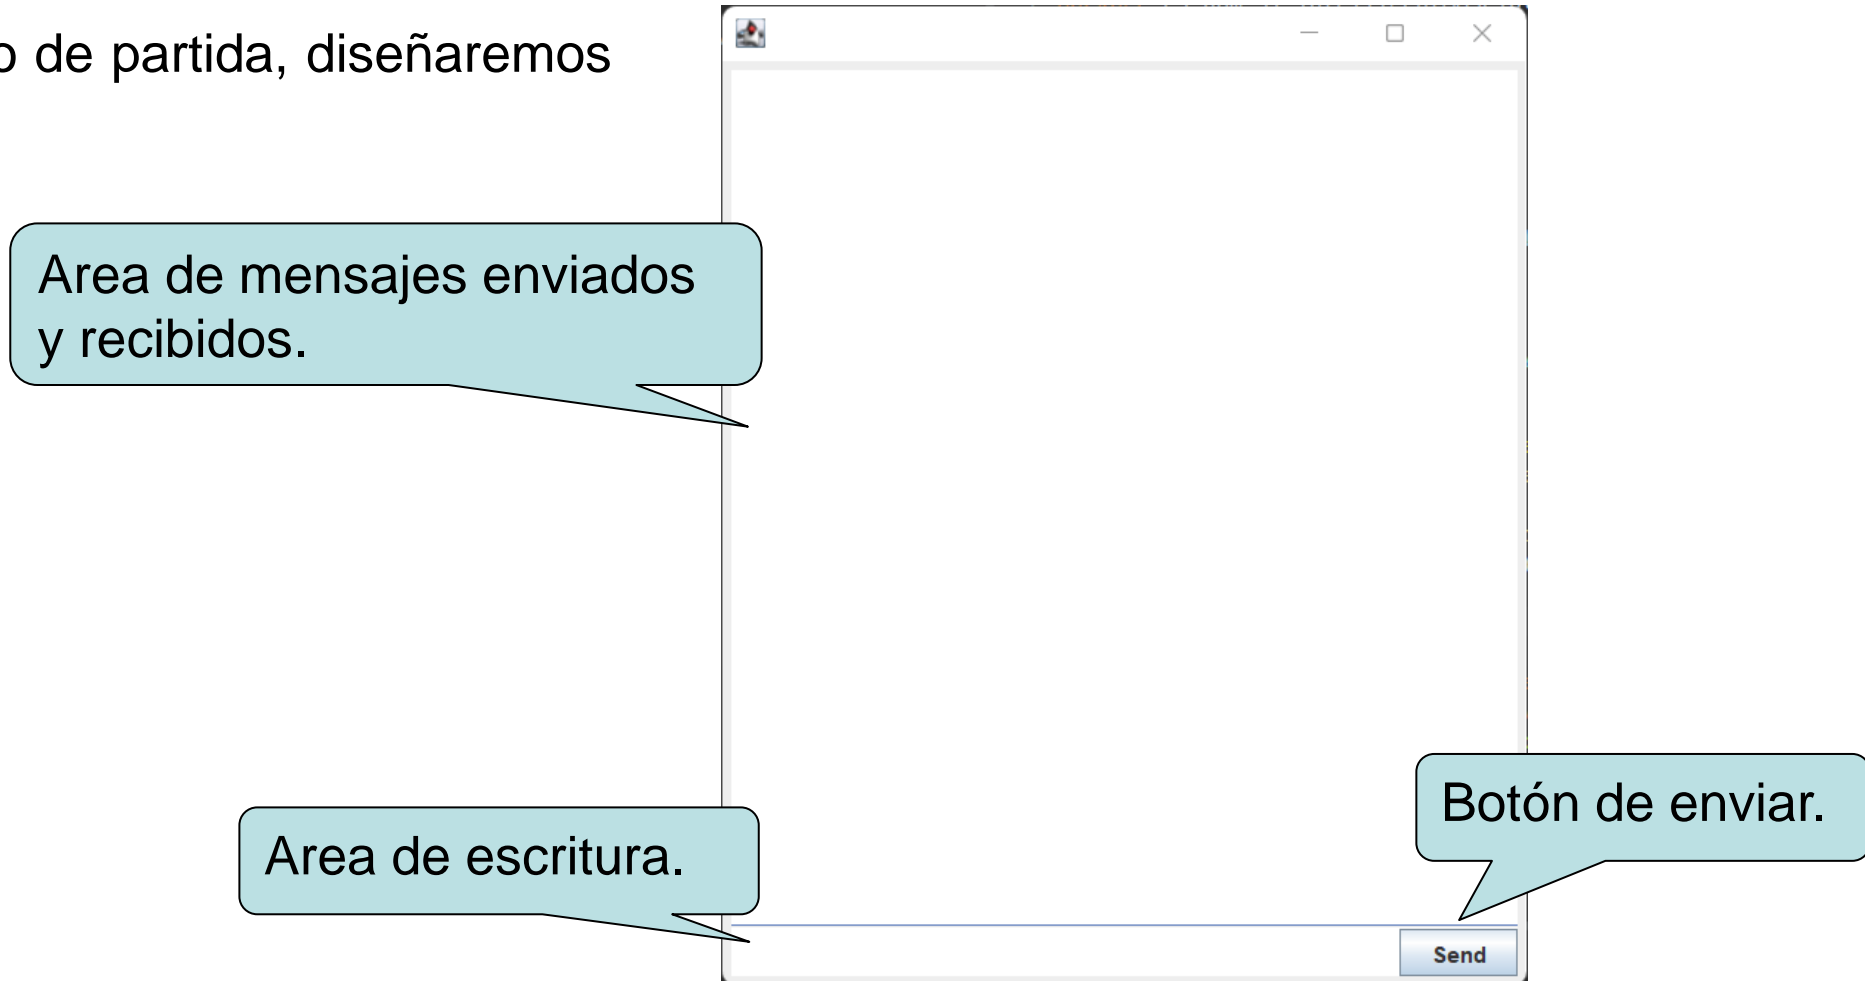 de partida, diseñaremos
Area de mensajes enviados
y recibidos.
Botón de enviar.
Area de escritura.
Send